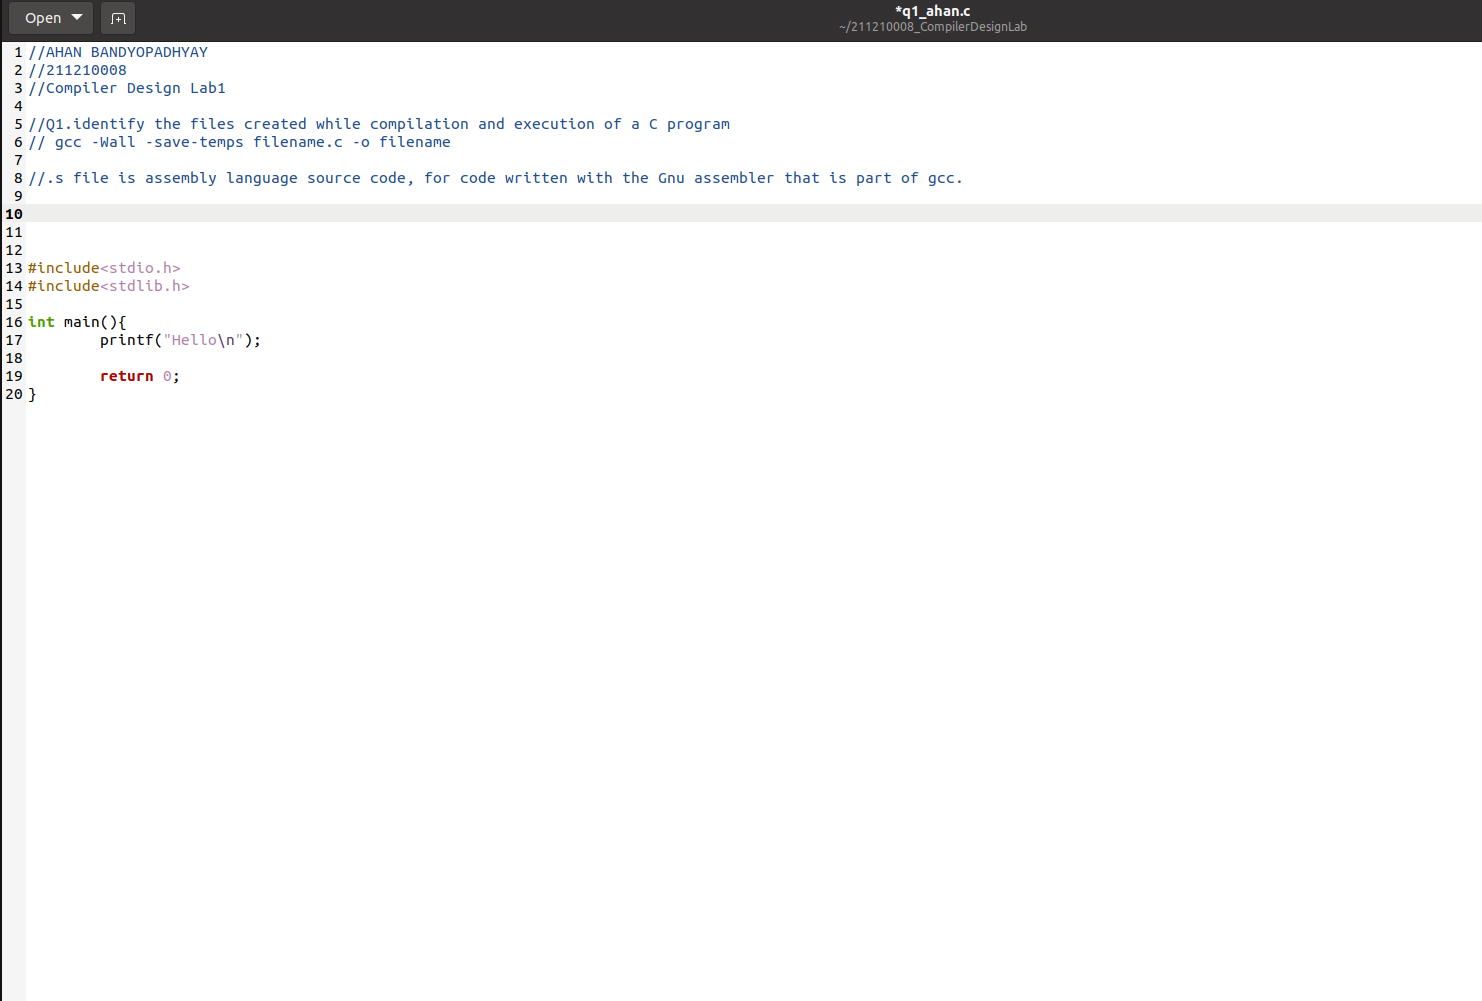 Open
*q1_ahan.c
~/211210008_CompilerDesignLab
1 //AHAN BANDYOPADHYAY
2 //211210008
3 //Compiler Design Lab1
4
5 //Q1.identify the files created while compilation and execution of a C program
6 // gcc -Wall -save-temps filename.c -o filename
7
8 //.s file is assembly language source code, for code written with the Gnu assembler that is part of gcc.
9
10
11
12
13 #include<stdio.h>
14 #include<stdlib.h>
15
16 int main(){
17         printf("Hello\n");
18
19         return 0;
20 }